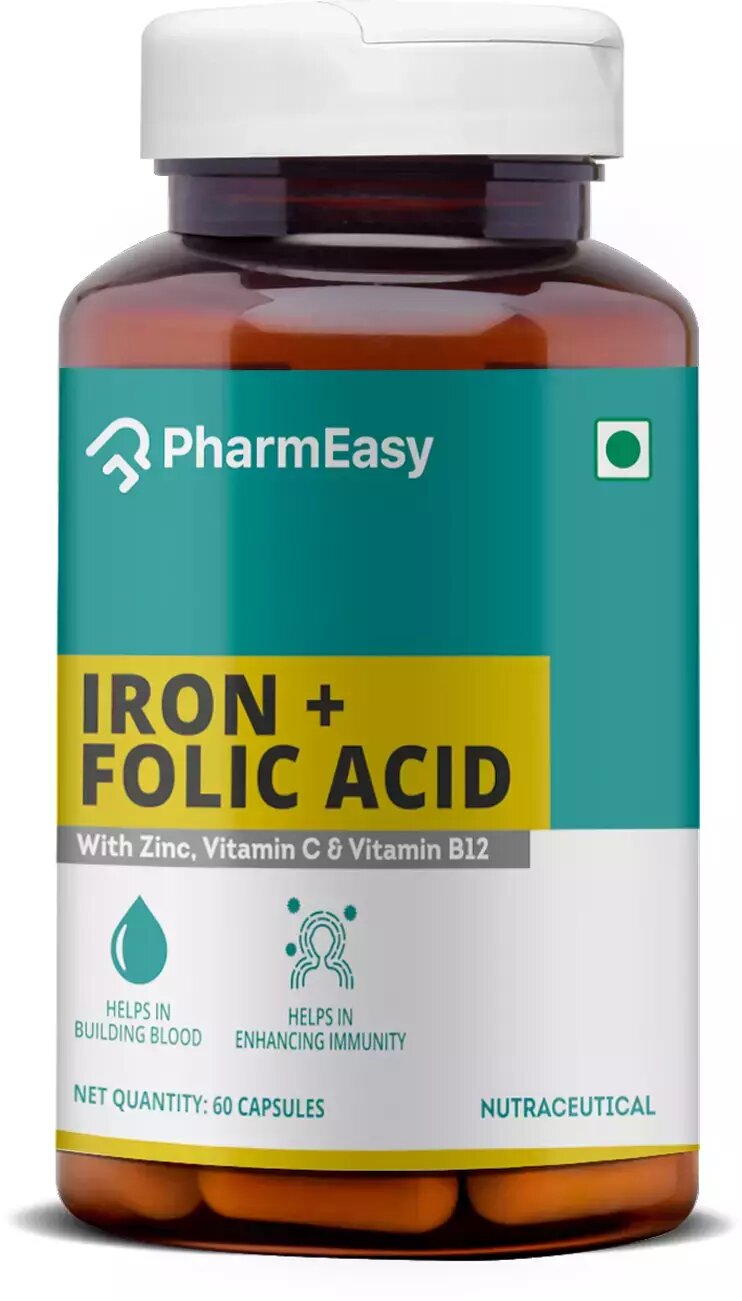 PharmEasy
IRON +
FOLIC ACID
With Zinc, Vitamin C & Vitamin B12
HELPS IN
BUILDING BLOOD
HELPS IN
ENHANCING IMMUNITY
NET QUANTITY: 60 CAPSULES
NUTRACEUTICAL